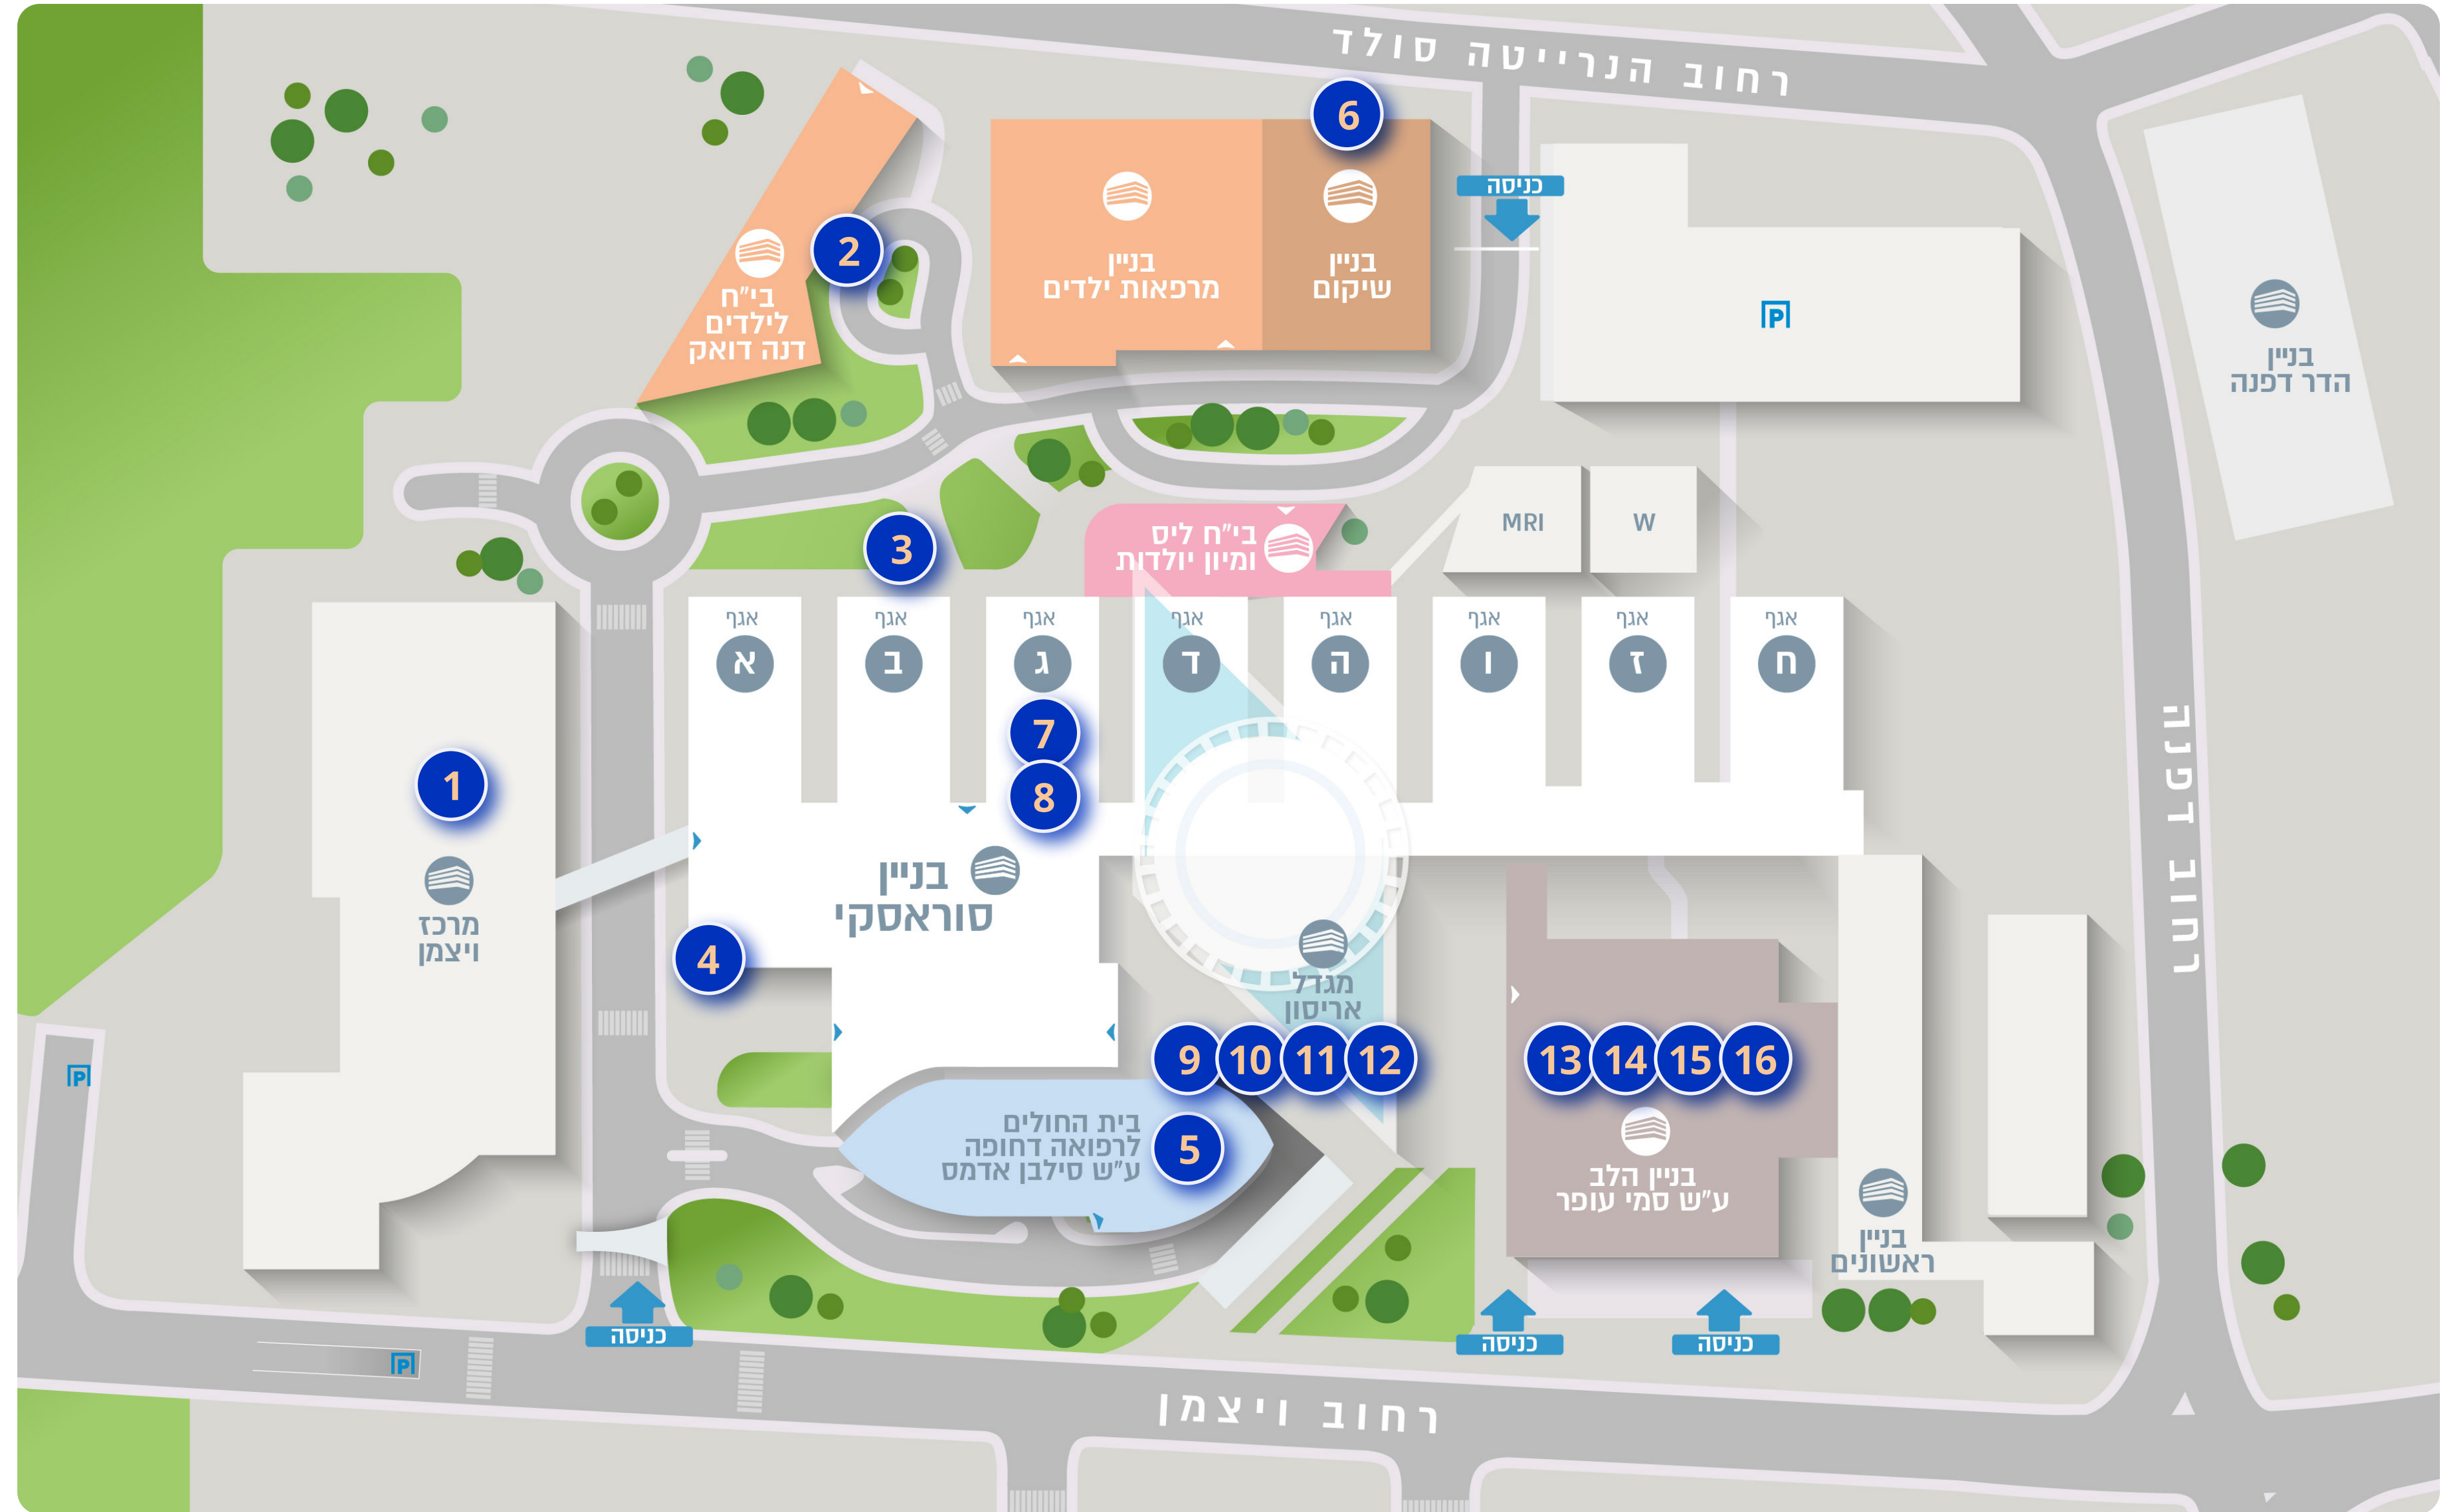 רחוב הנרייטה סולד
6
כניסה
2
בי"ח
לילדים
דנה דואק
בניין
מרפאות ילדים
בניין
שיקום
P
בניין
הדר דפנה
3
בי"ח ליס
ומיון יולדות
MRI
W
אגף
א
אגף
ב
אגף
ג
אגף
ד
אגף
ה
אגף
ו
אגף
ז
אגף
ח
7
8
1
מרכז
ויצמן
בניין
סוראסקי
4
מגדל
אריסון
רחוב דפנה
9
10
11
12
13
14
15
16
P
בית החולים
לרפואה דחופה
ע"ש סילבן אדמס
5
בניין הלב
ע"ש סמי עופר
בניין
ראשונים
כניסה
כניסה
כניסה
P
רחוב ויצמן